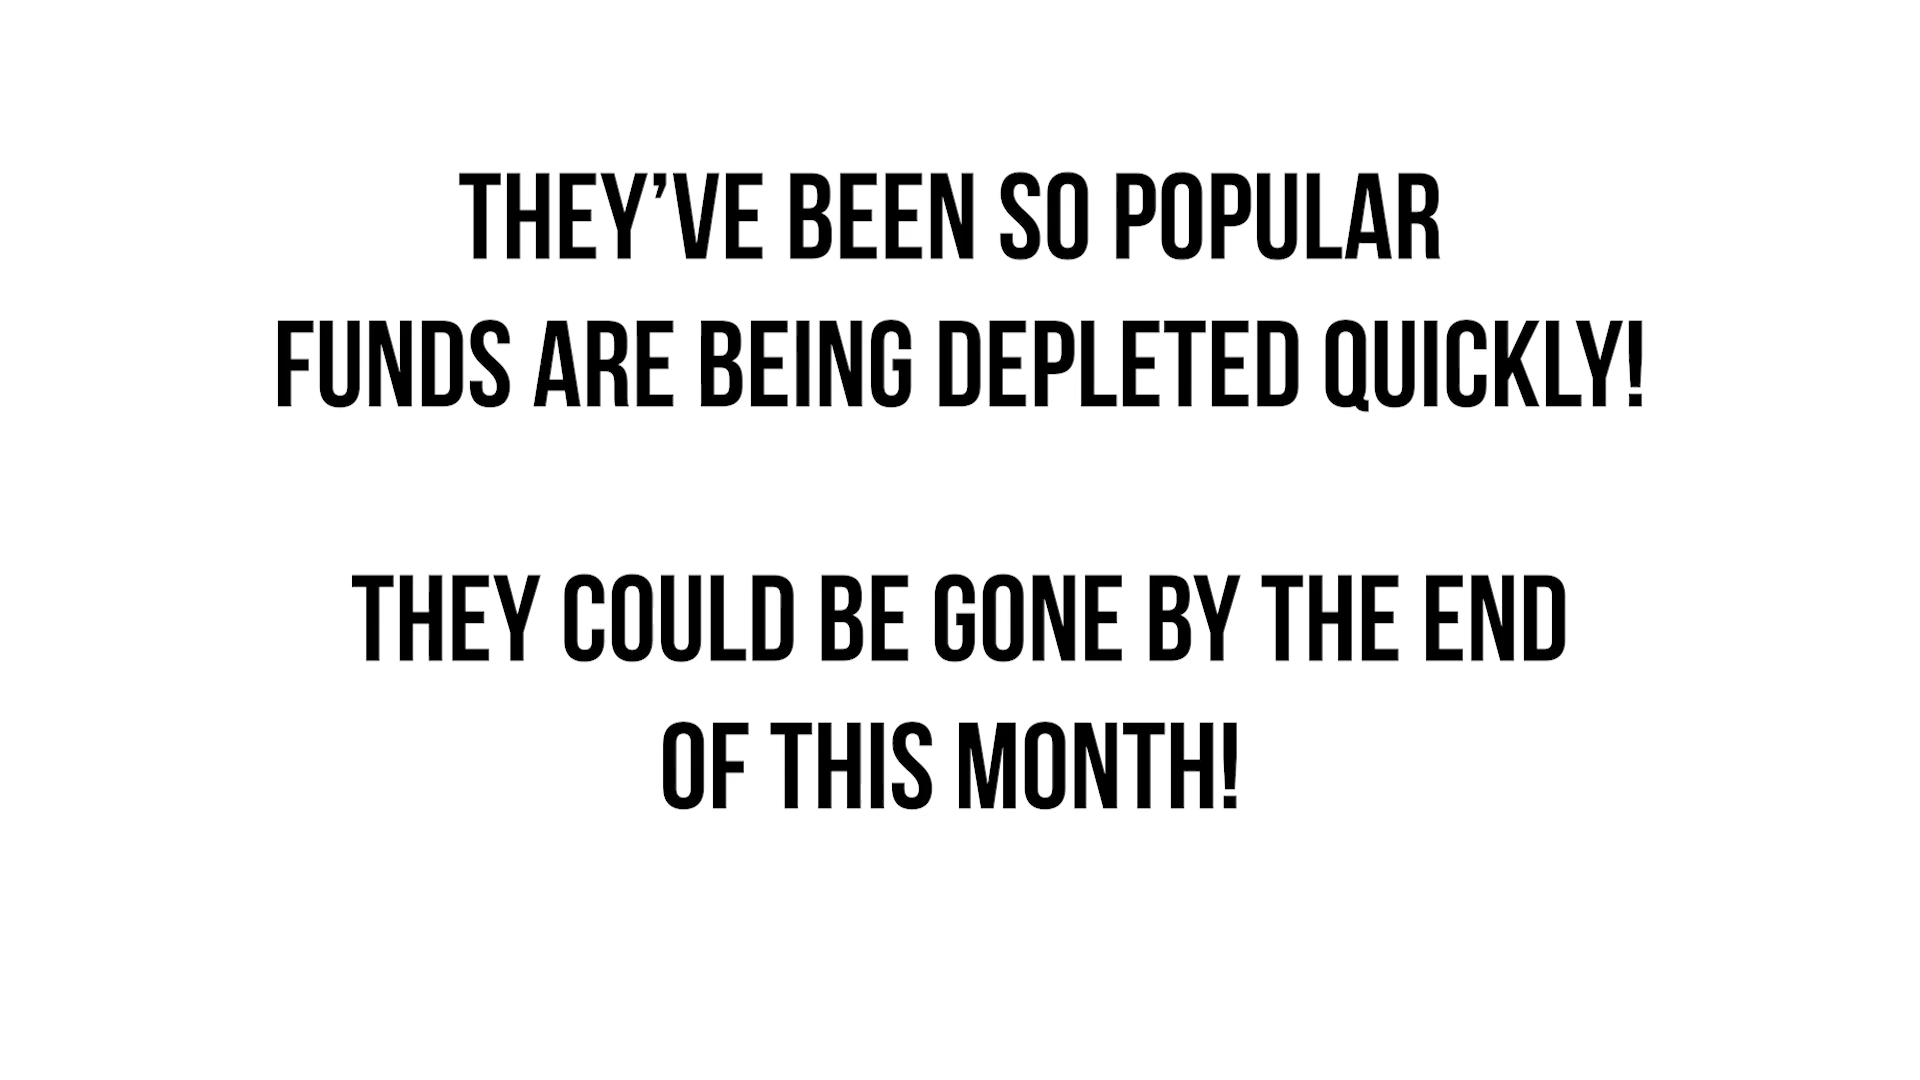 THEY’VE BEEN SO POPULAR
FUNDS ARE BEING DEPLETED QUICKLY!
THEY COULD BE GONE BY THE END
OF THIS MONTH!